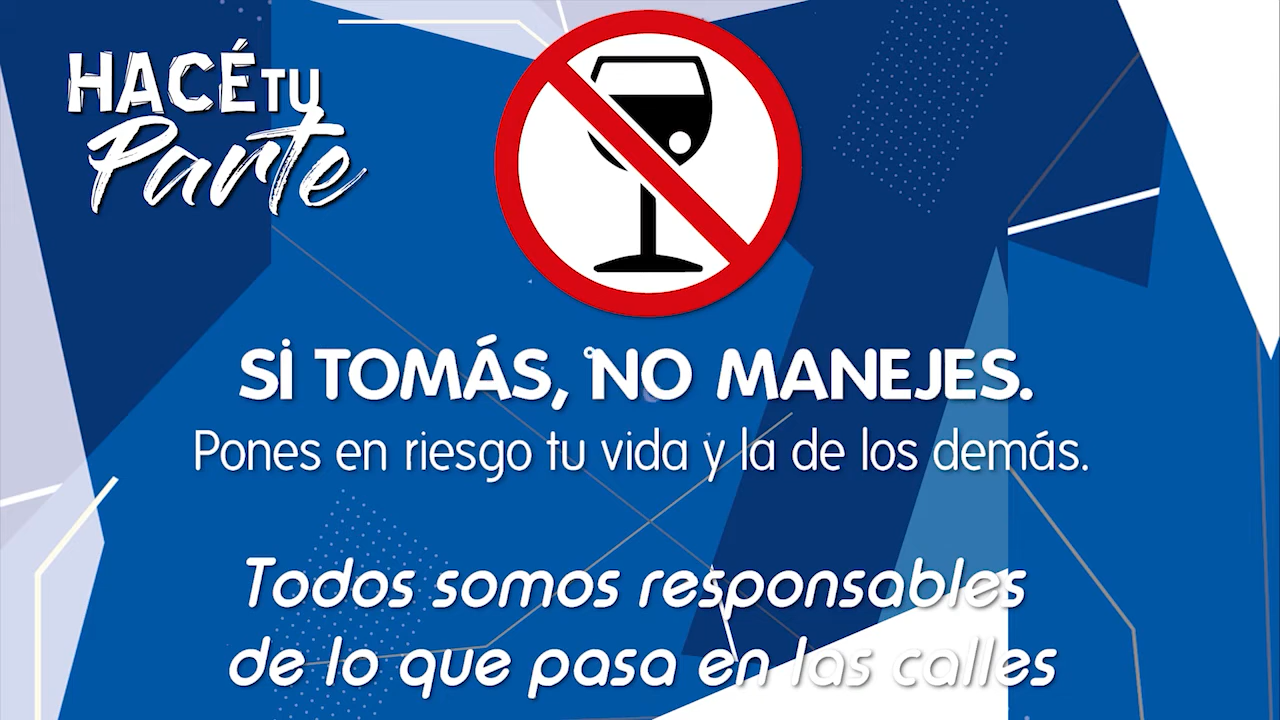 HACÉ TU
Parte
SI TOMÁS, NO MANEJES.
Pones en riesgo tu vida y la de los demás.
Todos somos responsables
de lo que pasa en las calles